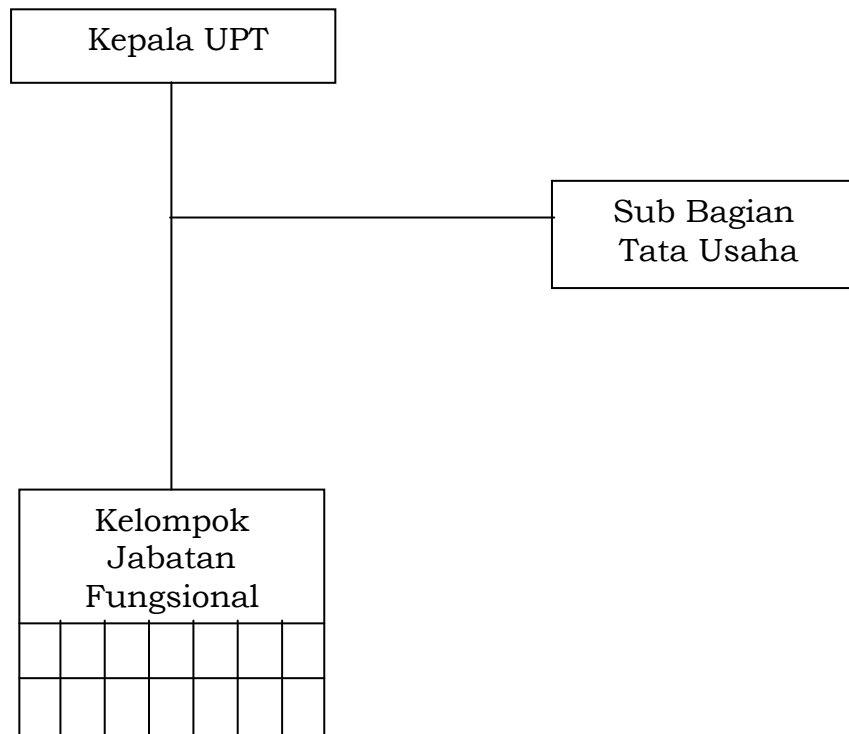 Kepala UPT
Sub Bagian
Tata Usaha
Kelompok
Jabatan
Fungsional